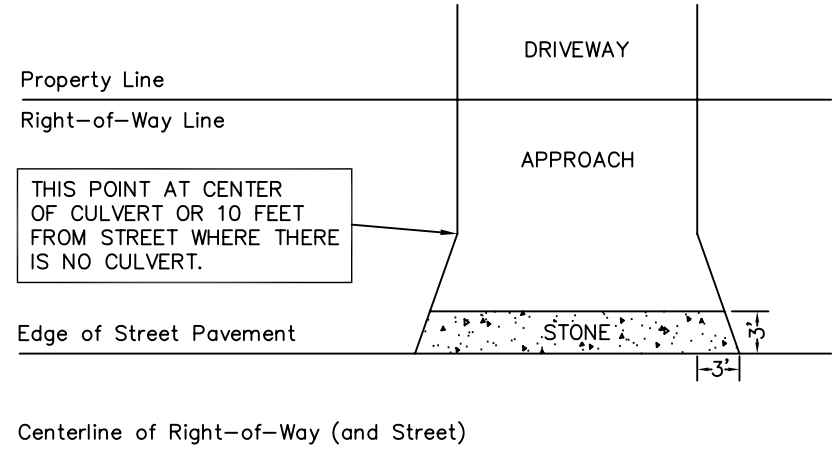 DRIVEWAY
Property Line
Right-of-Way Line
APPROACH
THIS POINT AT CENTER
OF CULVERT OR 10 FEET
FROM STREET WHERE THERE
IS NO CULVERT.
Edge of Street Pavement
STONE
3'
3'
Centerline of Right-of-Way (and Street)